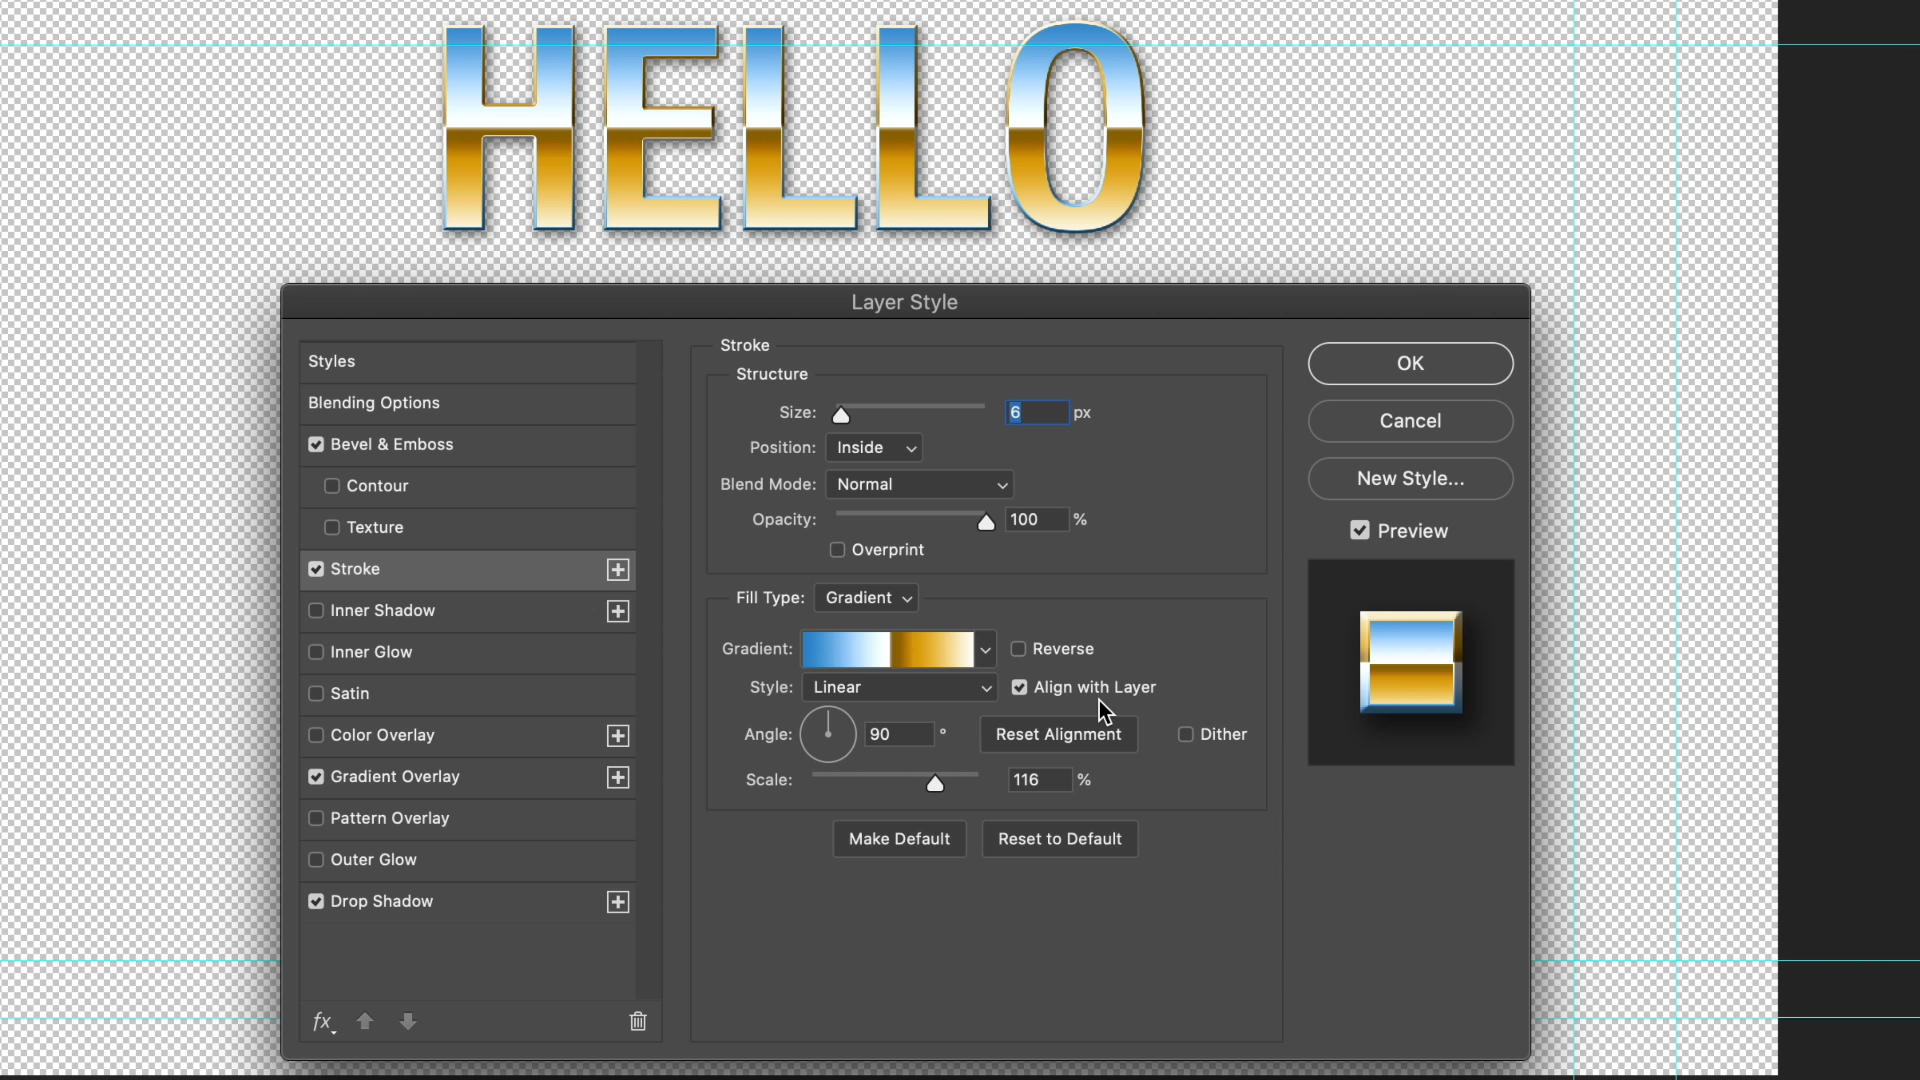 HELLO
Layer Style
Styles
Blending Options
Bevel & Emboss
Contour
Texture
Stroke
Inner Shadow
Inner Glow
Satin
Color Overlay
Gradient Overlay
Pattern Overlay
Outer Glow
Drop Shadow
fx
Stroke
Structure
Size: 6 px
Position: Inside
Blend Mode: Normal
Opacity: 100 %
Overprint
Fill Type: Gradient
Gradient: Reverse
Style: Linear Align with Layer
Angle: 90 ° Reset Alignment Dither
Scale: 116 %
Make Default Reset to Default
OK
Cancel
New Style...
Preview